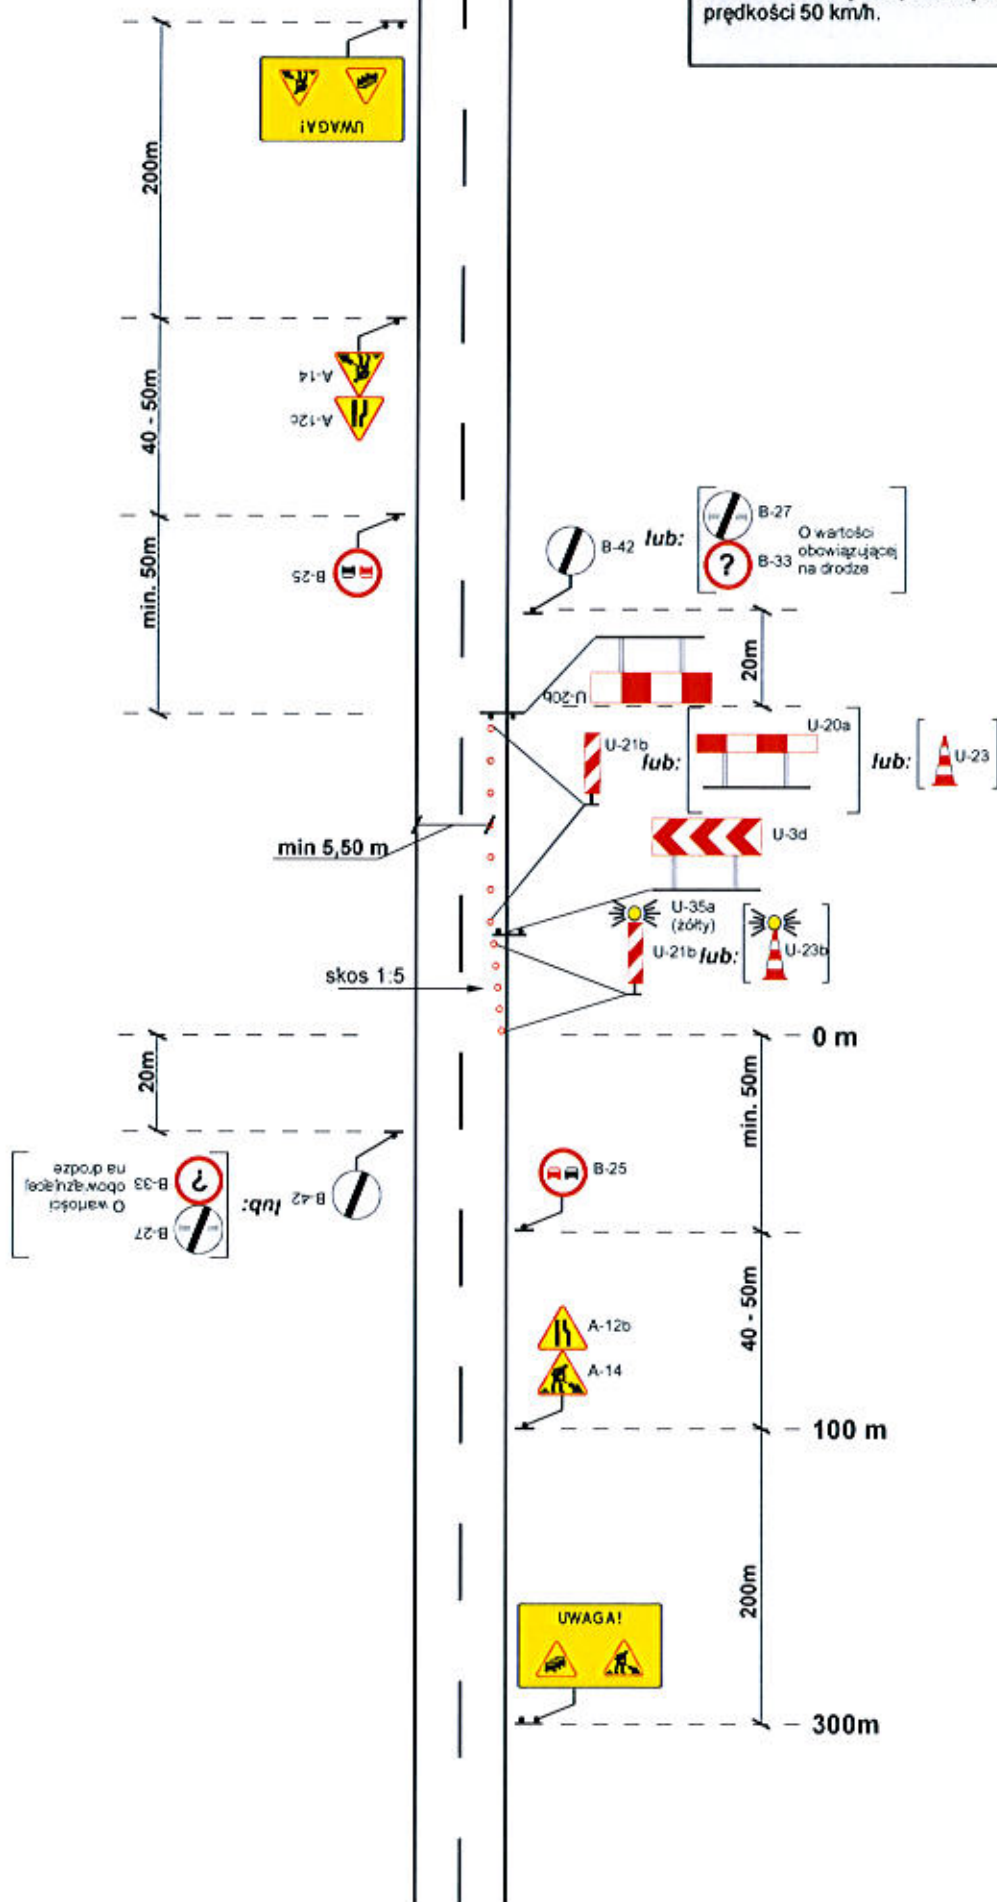 prędkości 50 km/h.
UWAGA!
200m
A-14
A-12c
40 - 50m
B-25
min. 50m
B-42
lub:
B-27
B-33
O wartości
obowiązującej
na drodze
20m
U-20b
U-21b
lub:
U-20a
lub:
U-23
U-3d
min 5,50 m
U-35a
(żółty)
U-21b
lub:
U-23b
skos 1:5
0 m
20m
min. 50m
B-25
B-42
lub:
B-33
B-27
O wartości
obowiązującej
na drodze
A-12b
A-14
40 - 50m
100 m
200m
UWAGA!
300m